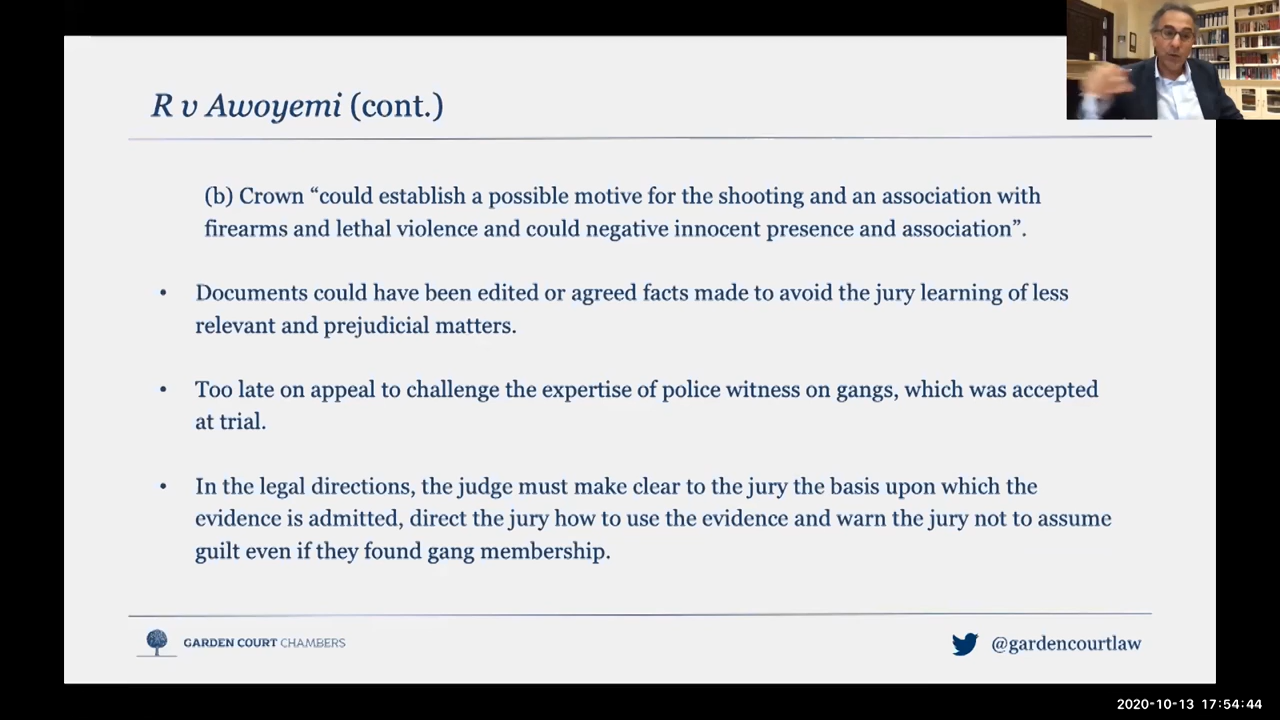 R v Awoyemi (cont.)
(b) Crown “could establish a possible motive for the shooting and an association with
firearms and lethal violence and could negative innocent presence and association”.
• Documents could have been edited or agreed facts made to avoid the jury learning of less
relevant and prejudicial matters.
• Too late on appeal to challenge the expertise of police witness on gangs, which was accepted
at trial.
• In the legal directions, the judge must make clear to the jury the basis upon which the
evidence is admitted, direct the jury how to use the evidence and warn the jury not to assume
guilt even if they found gang membership.
GARDEN COURT CHAMBERS
@gardencourtlaw
2020-10-13 17:54:44